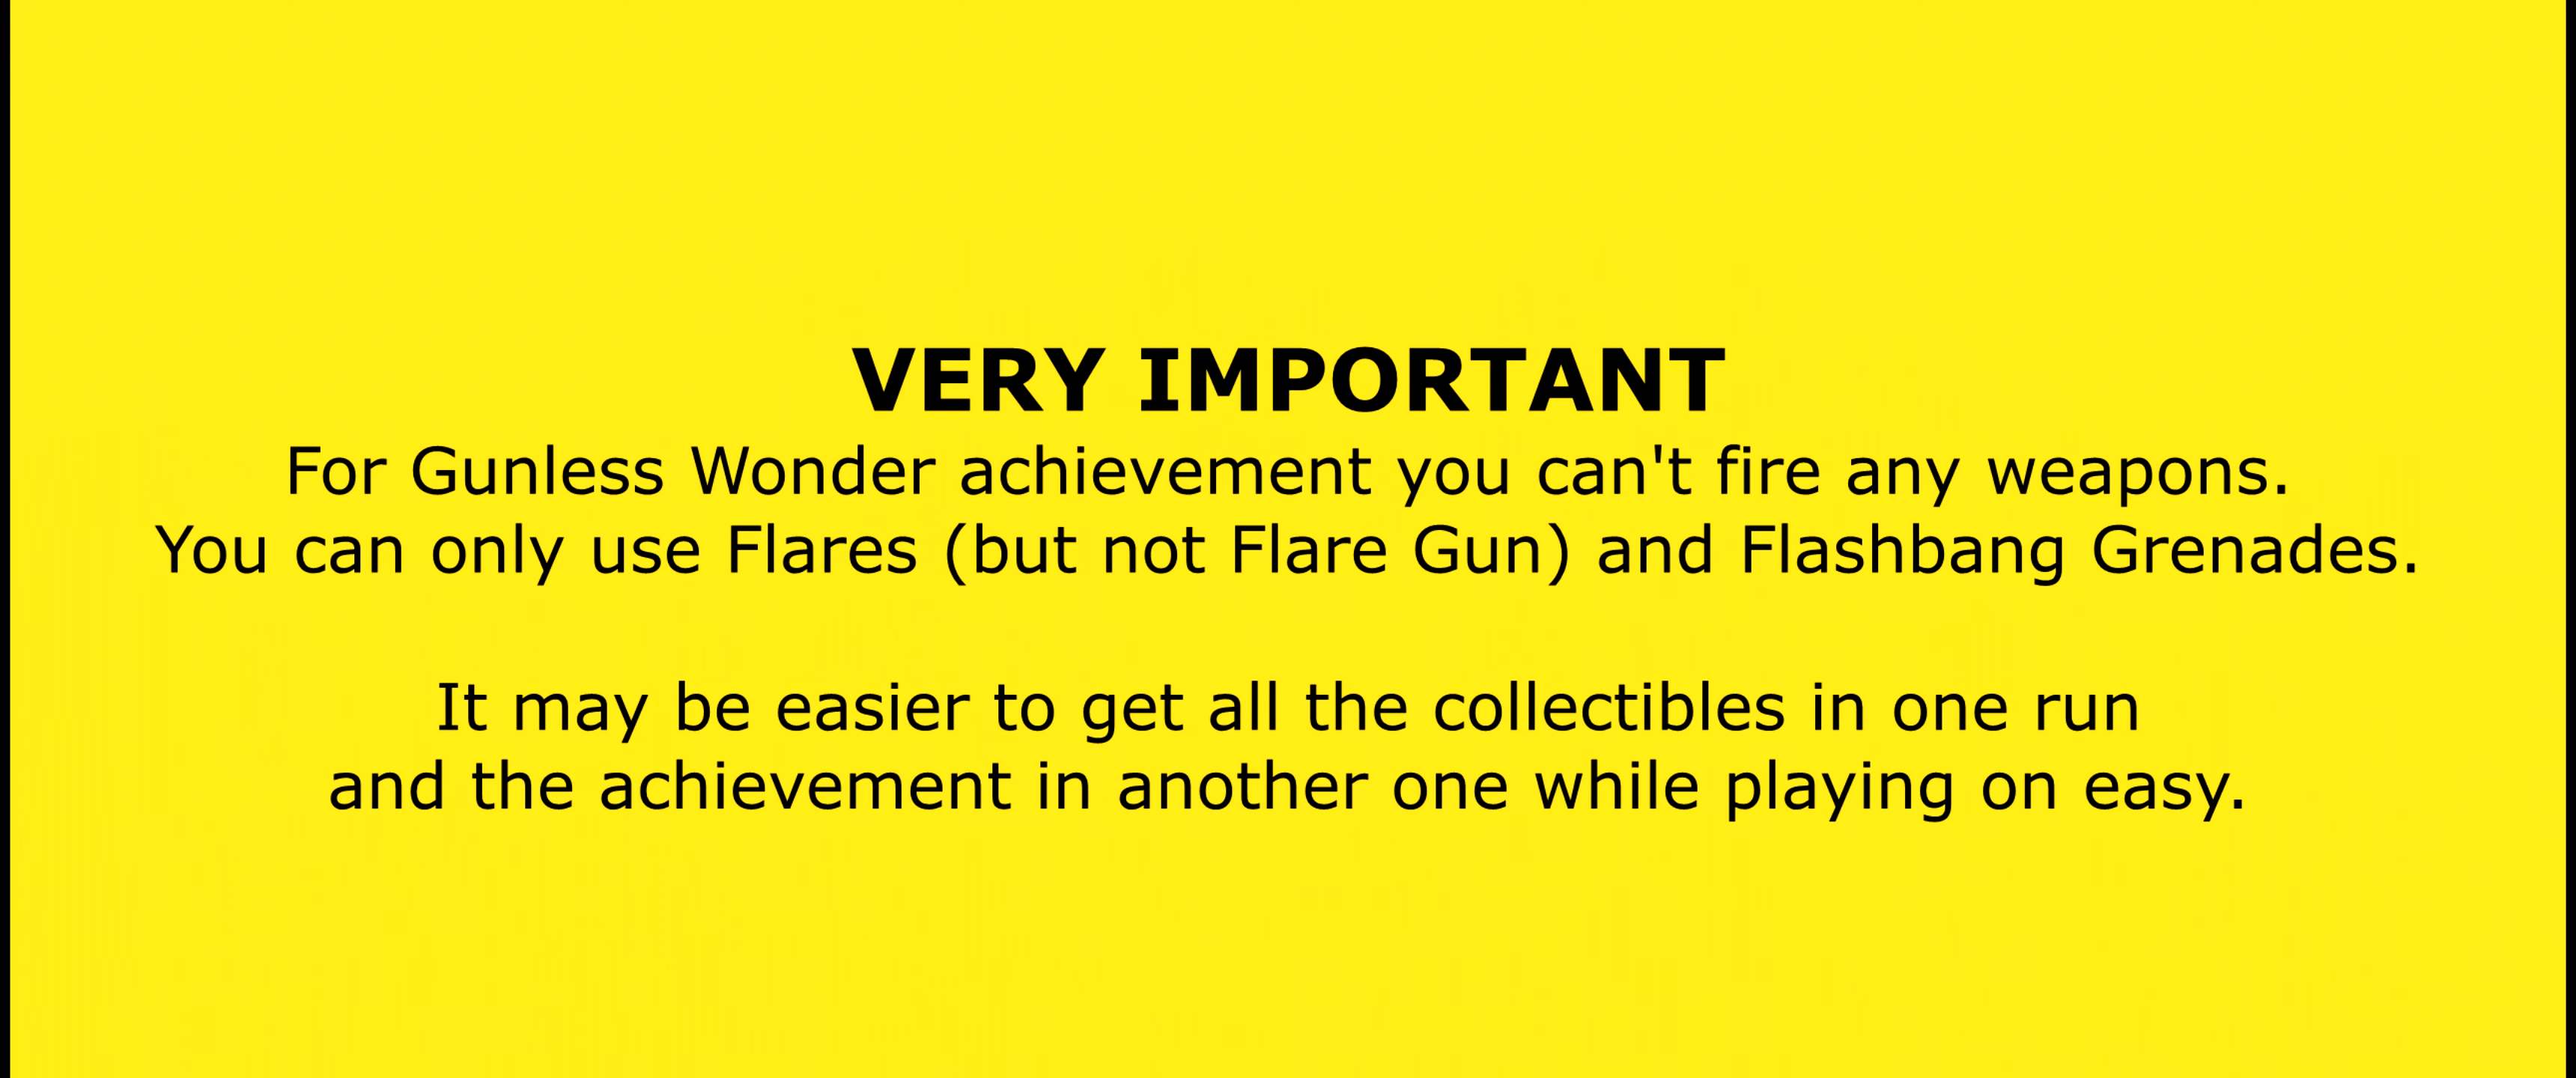 VERY IMPORTANT
For Gunless Wonder achievement you can't fire any weapons.
You can only use Flares (but not Flare Gun) and Flashbang Grenades.
It may be easier to get all the collectibles in one run
and the achievement in another one while playing on easy.